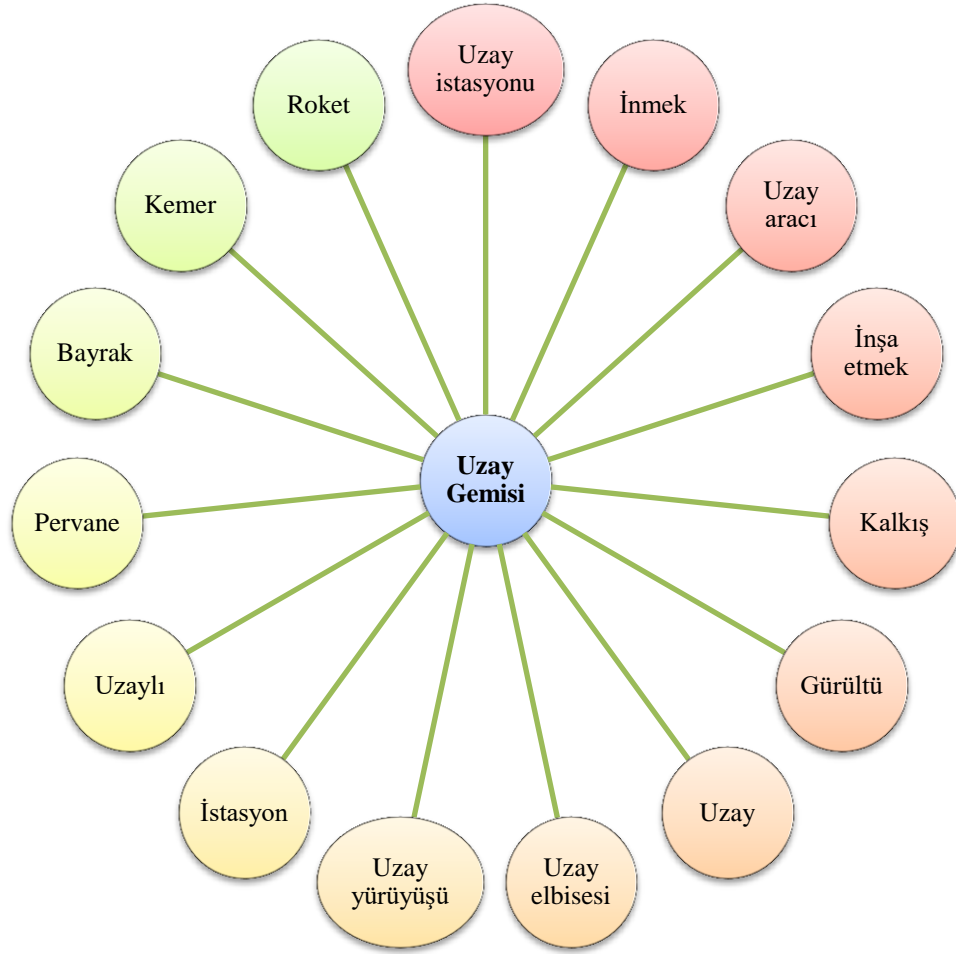 Uzay
istasyonu
İnmek
Uzay
aracı
İnşa
etmek
Kalkış
Gürültü
Uzay
Uzay
elbisesi
Uzay
yürüyüşü
İstasyon
Uzaylı
Pervane
Bayrak
Kemer
Roket
Uzay
Gemisi